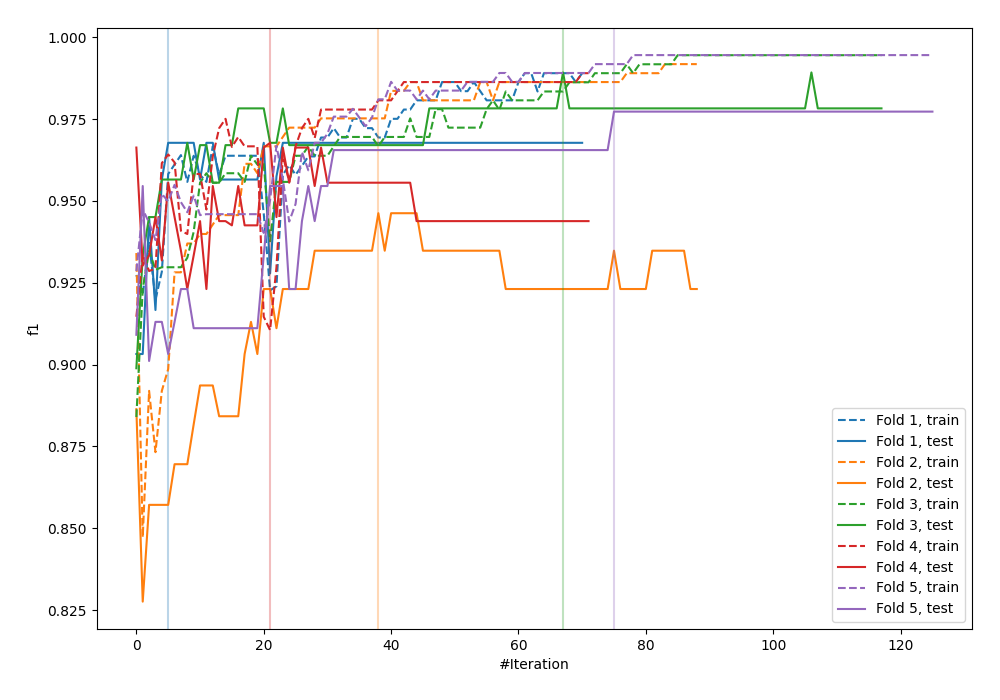 1.000
0.975
0.950
0.925
0.900
0.875
0.850
0.825
f1
0
20
40
60
80
100
120
#Iteration
Fold 1, train
Fold 1, test
Fold 2, train
Fold 2, test
Fold 3, train
Fold 3, test
Fold 4, train
Fold 4, test
Fold 5, train
Fold 5, test